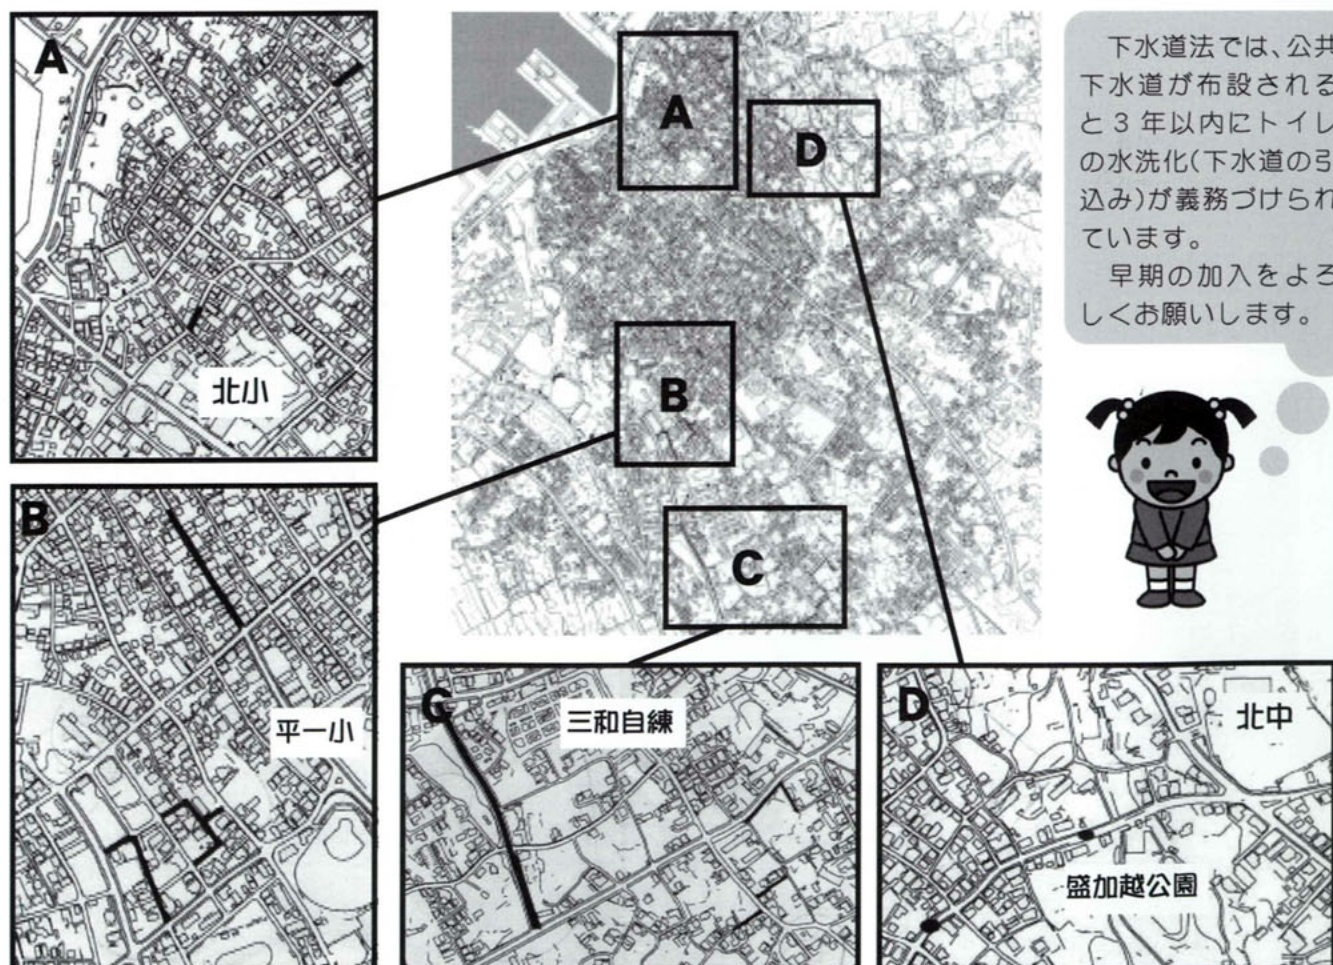 A
北小
B
平一小
A
D
B
C
C
三和自練
D
北中
盛加越公園
下水道法では、公共
下水道が布設される
と3年以内にトイレ
の水洗化(下水道の引
込み)が義務づけられ
ています。
早期の加入をよろ
しくお願いします。